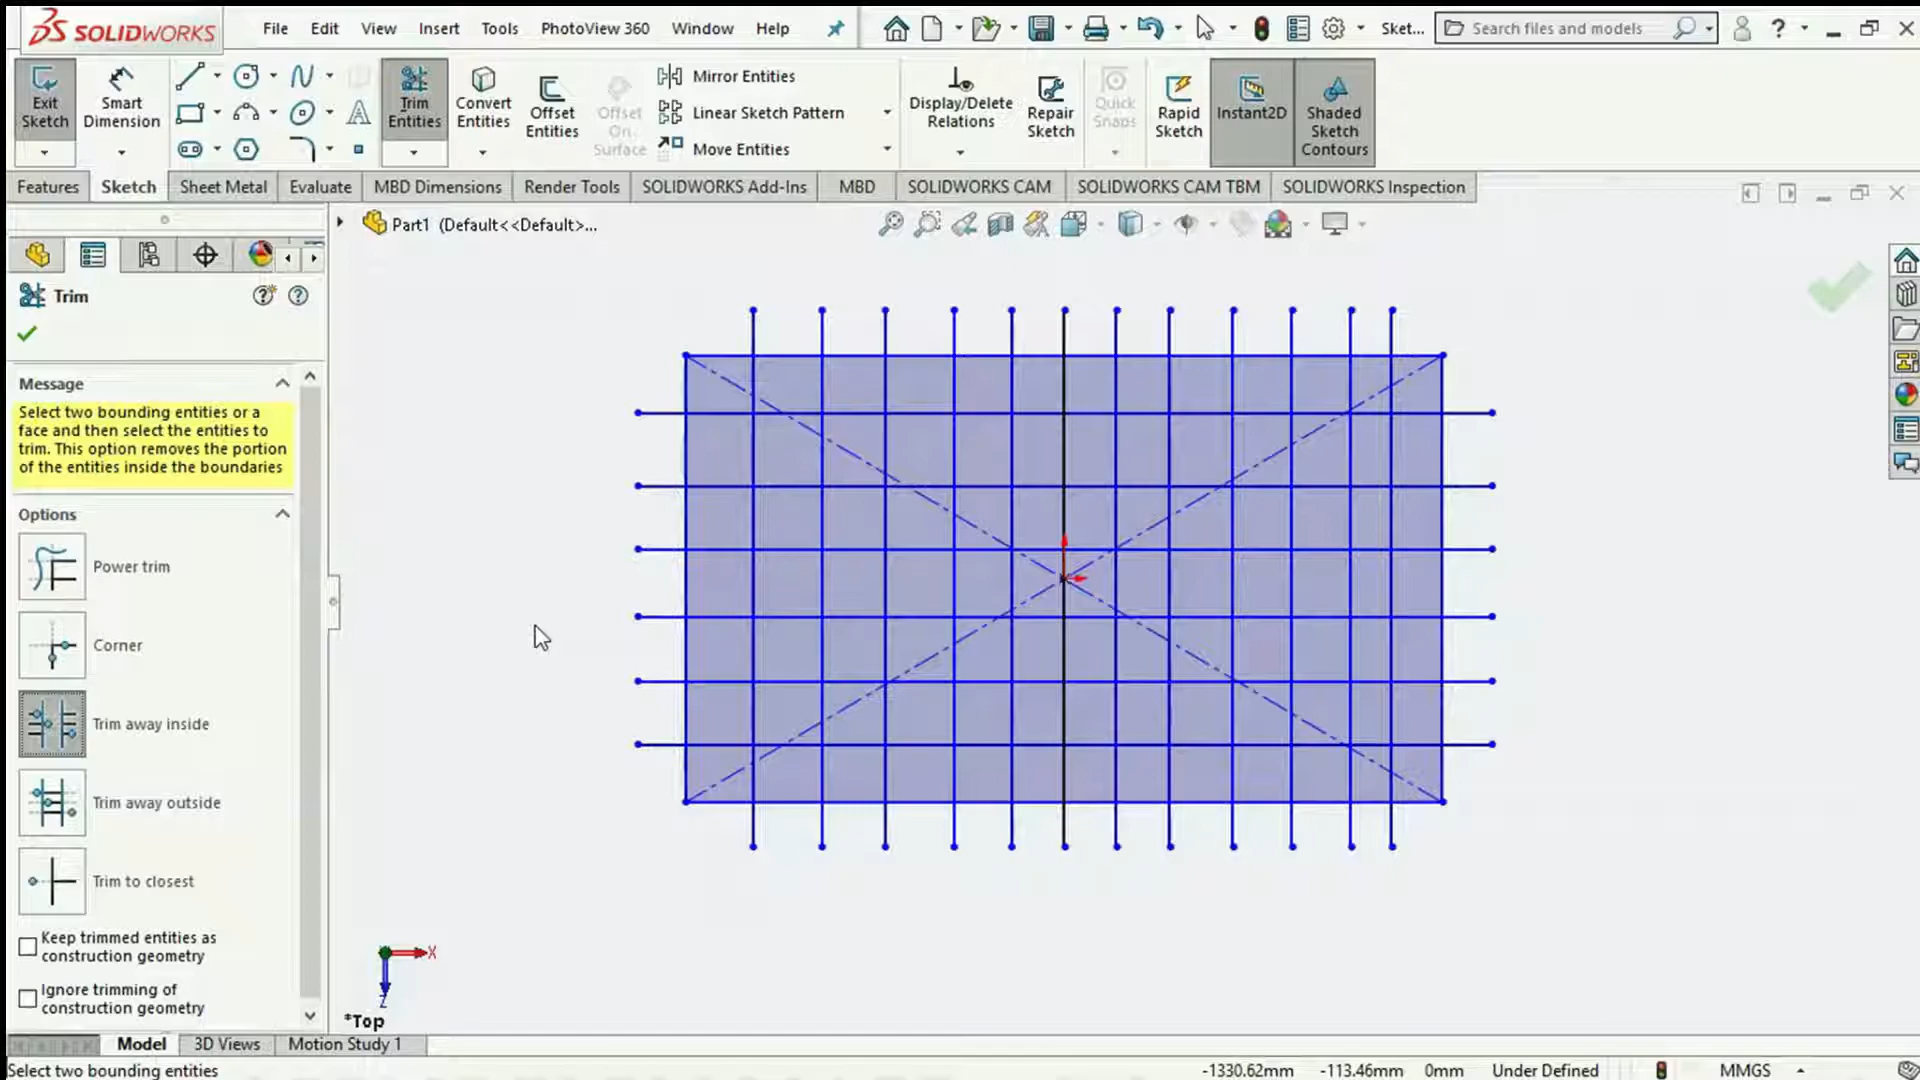 SOLIDWORKS File Edit View Insert Tools PhotoView 360 Window Help Sket... Search files and models ?
Exit Sketch
Smart Dimension
Trim Entities
Convert Entities
Offset Entities
Offset On Surface
Mirror Entities
Linear Sketch Pattern
Move Entities
Display/Delete Relations
Repair Sketch
Quick Snaps
Rapid Sketch
Instant2D
Shaded Sketch Contours
Features Sketch Sheet Metal Evaluate MBD Dimensions Render Tools SOLIDWORKS Add-Ins MBD SOLIDWORKS CAM SOLIDWORKS CAM TBM SOLIDWORKS Inspection
Part1 (Default<<Default>...
Trim
Message
Select two bounding entities or a
face and then select the entities to
trim. This option removes the portion
of the entities inside the boundaries
Options
Power trim
Corner
Trim away inside
Trim away outside
Trim to closest
Keep trimmed entities as
construction geometry
Ignore trimming of
construction geometry
X
Z
*Top
Model 3D Views Motion Study 1
Select two bounding entities -1330.62mm -113.46mm 0mm Under Defined MMGS